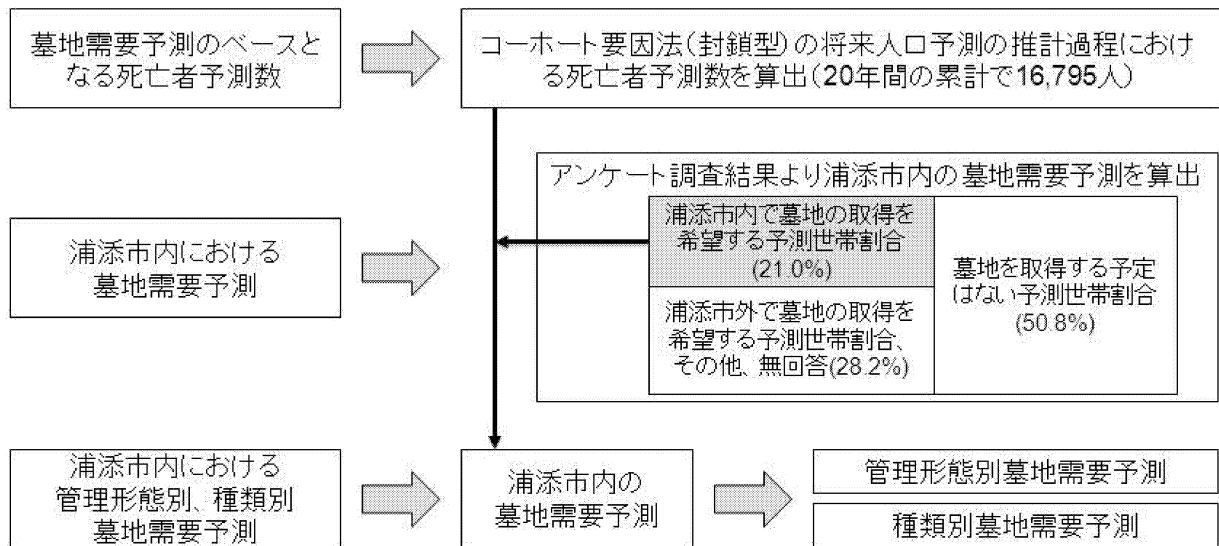 墓地需要予測のベースと
なる死亡者予測数
コーホート要因法(封鎖型)の将来人口予測の推計過程におけ
る死亡者予測数を算出(20年間の累計で16,795人)
アンケート調査結果より浦添市内の墓地需要予測を算出
浦添市内で墓地の取得を
希望する予測世帯割合
(21.0%)
浦添市外で墓地の取得を
希望する予測世帯割合、
その他、無回答(28.2%)
墓地を取得する予定
はない予測世帯割合
(50.8%)
浦添市内における
墓地需要予測
浦添市内における
管理形態別、種類別
墓地需要予測
浦添市内の
墓地需要予測
管理形態別墓地需要予測
種類別墓地需要予測